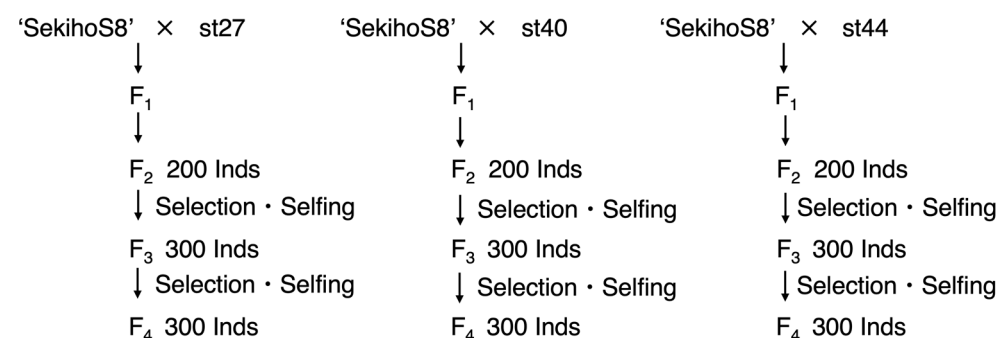 ‘SekihoS8’ × st27 ‘SekihoS8’ × st40 ‘SekihoS8’ × st44
F1 F1 F1
F2 200 Inds F2 200 Inds F2 200 Inds
Selection・Selfing Selection・Selfing Selection・Selfing
F3 300 Inds F3 300 Inds F3 300 Inds
Selection・Selfing Selection・Selfing Selection・Selfing
F4 300 Inds F4 300 Inds F4 300 Inds